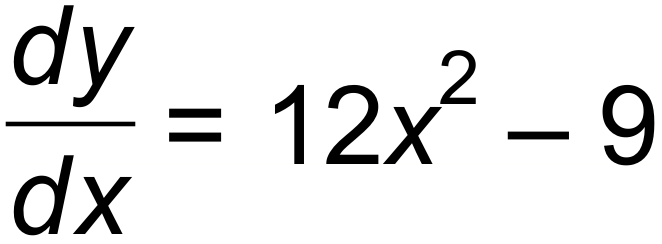 dy/dx = 12x² – 9